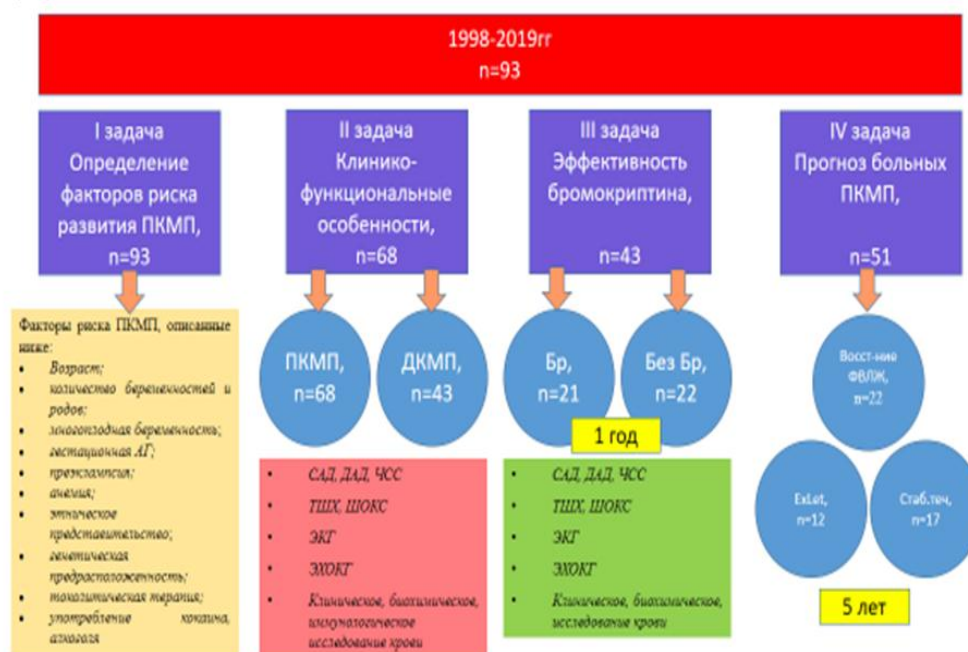 1998-2019гг
n=93
I задача
Определение
факторов риска
развития ПКМП,
n=93
II задача
Клинико-
функциональные
особенности,
n=68
III задача
Эффективность
бромокриптина,
n=43
IV задача
Прогноз больных
ПКМП,
n=51
Факторы риска ПКМП, описанные
ниже:
• Возраст;
• количество беременностей и
родов;
• многоплодная беременность;
• гестационная АГ;
• преэклампсия;
• анемия;
• этническое
представительство;
• генетическая
предрасположенность;
• токолитическая терапия;
• употребление кокаина,
алкоголя
ПКМП,
n=68
ДКМП,
n=43
• САД, ДАД, ЧСС
• ТШХ, ШОКС
• ЭКГ
• ЭХОКГ
• Клиническое, биохимическое,
иммунологическое
исследование крови
Бр,
n=21
Без Бр,
n=22
1 год
• САД, ДАД, ЧСС
• ТШХ, ШОКС
• ЭКГ
• ЭХОКГ
• Клиническое, биохимическое,
исследование крови
Восст-ние
ФВЛЖ,
n=22
ExLet,
n=12
Стаб.теч,
n=17
5 лет